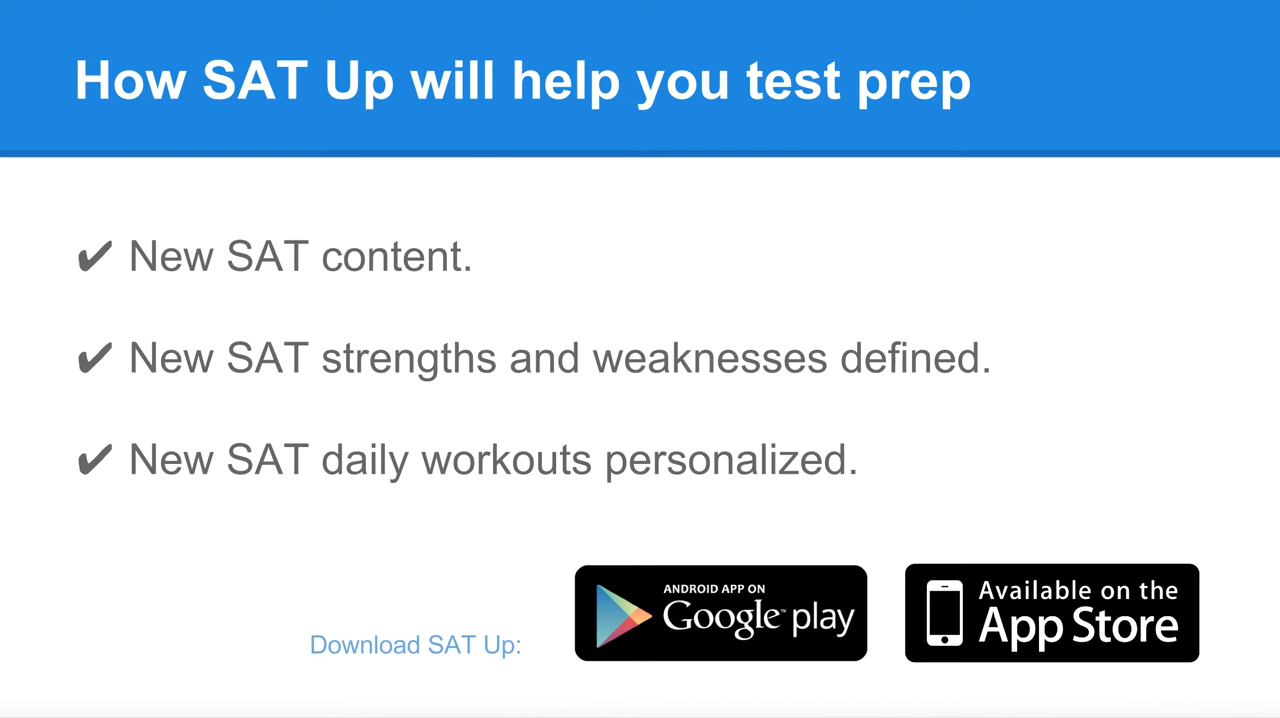 How SAT Up will help you test prep
✔ New SAT content.
✔ New SAT strengths and weaknesses defined.
✔ New SAT daily workouts personalized.
Download SAT Up:
ANDROID APP ON
Google™ play
Available on the
App Store